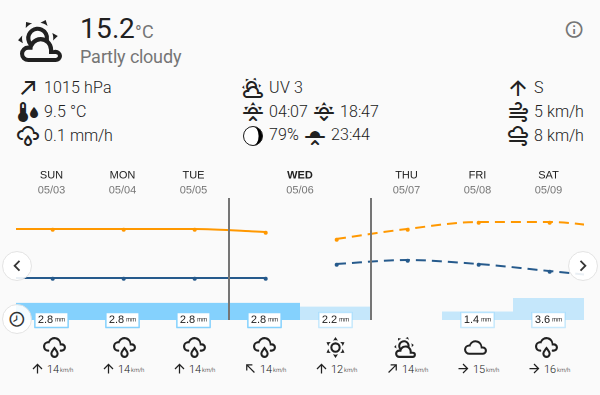 15.2°C
Partly cloudy
1015 hPa UV 3 S
9.5 °C 04:07 18:47 5 km/h
0.1 mm/h 79% 23:44 8 km/h
SUN MON TUE WED THU FRI SAT
05/03 05/04 05/05 05/06 05/07 05/08 05/09
2.8 mm 2.8 mm 2.8 mm 2.8 mm 2.2 mm 1.4 mm 3.6 mm
14 km/h 14 km/h 14 km/h 14 km/h 12 km/h 14 km/h 15 km/h 16 km/h